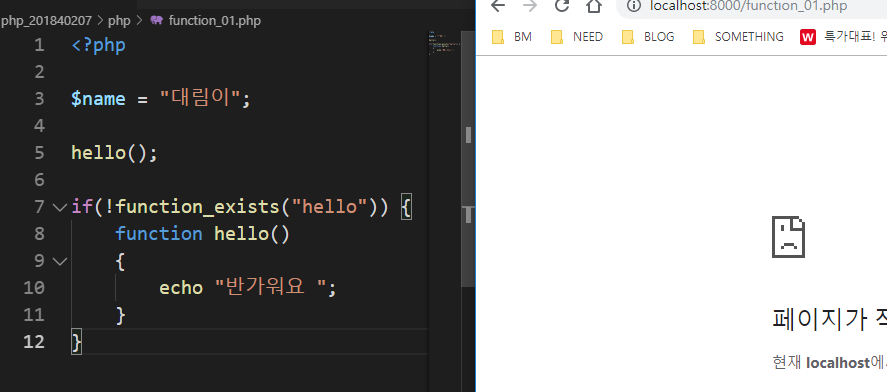 php_201840207 > php > function_01.php
1 <?php
2
3 $name = "대림이";
4
5 hello();
6
7 if(!function_exists("hello")) {
8 function hello()
9 {
10 echo "반가워요 ";
11 }
12 }
localhost:8000/function_01.php
BM NEED BLOG SOMETHING W 특가대표!
페이지가
현재 localhost에